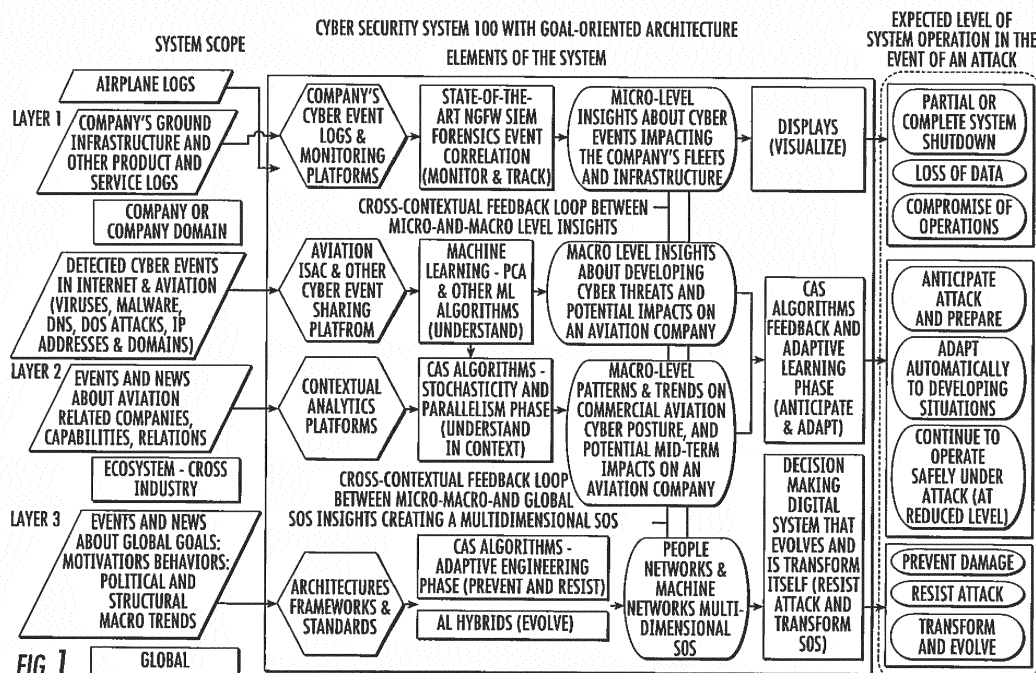 CYBER SECURITY SYSTEM 100 WITH GOAL-ORIENTED ARCHITECTURE
SYSTEM SCOPE
ELEMENTS OF THE SYSTEM
EXPECTED LEVEL OF
SYSTEM OPERATION IN THE
EVENT OF AN ATTACK
LAYER 1
AIRPLANE LOGS
COMPANY'S GROUND
INFRASTRUCTURE AND
OTHER PRODUCT AND
SERVICE LOGS
COMPANY OR
COMPANY DOMAIN
COMPANY'S
CYBER EVENT
LOGS &
MONITORING
PLATFORMS
STATE-OF-THE-
ART NGFW SIEM
FORENSICS EVENT
CORRELATION
(MONITOR & TRACK)
MICRO-LEVEL
INSIGHTS ABOUT CYBER
EVENTS IMPACTING
THE COMPANY'S FLEETS
AND INFRASTRUCTURE
DISPLAYS
(VISUALIZE)
PARTIAL OR
COMPLETE SYSTEM
SHUTDOWN
LOSS OF DATA
COMPROMISE OF
OPERATIONS
CROSS-CONTEXTUAL FEEDBACK LOOP BETWEEN
MICRO-AND-MACRO LEVEL INSIGHTS
DETECTED CYBER EVENTS
IN INTERNET & AVIATION
(VIRUSES, MALWARE,
DNS, DOS ATTACKS, IP
ADDRESSES & DOMAINS)
AVIATION
ISAC & OTHER
CYBER EVENT
SHARING
PLATFROM
MACHINE
LEARNING - PCA
& OTHER ML
ALGORITHMS
(UNDERSTAND)
MACRO LEVEL INSIGHTS
ABOUT DEVELOPING
CYBER THREATS AND
POTENTIAL IMPACTS ON
AN AVIATION COMPANY
LAYER 2
EVENTS AND NEWS
ABOUT AVIATION
RELATED COMPANIES,
CAPABILITIES, RELATIONS
ECOSYSTEM - CROSS
INDUSTRY
CONTEXTUAL
ANALYTICS
PLATFORMS
CAS ALGORITHMS -
STOCHASTICITY AND
PARALLELISM PHASE
(UNDERSTAND
IN CONTEXT)
MACRO-LEVEL
PATTERNS & TRENDS ON
COMMERCIAL AVIATION
CYBER POSTURE, AND
POTENTIAL MID-TERM
IMPACTS ON AN
AVIATION COMPANY
CAS
ALGORITHMS
FEEDBACK AND
ADAPTIVE
LEARNING
PHASE
(ANTICIPATE
& ADAPT)
ANTICIPATE
ATTACK
AND PREPARE
ADAPT
AUTOMATICALLY
TO DEVELOPING
SITUATIONS
CONTINUE TO
OPERATE
SAFELY UNDER
ATTACK (AT
REDUCED LEVEL)
CROSS-CONTEXTUAL FEEDBACK LOOP
BETWEEN MICRO-MACRO-AND GLOBAL
SOS INSIGHTS CREATING A MULTIDIMENSIONAL SOS
LAYER 3
EVENTS AND NEWS
ABOUT GLOBAL GOALS:
MOTIVATIORS BEHAVIORS:
POLITICAL AND
STRUCTURAL
MACRO TRENDS
GLOBAL
ARCHITECTURES
FRAMEWORKS &
STANDARDS
CAS ALGORITHMS -
ADAPTIVE ENGINEERING
PHASE (PREVENT AND RESIST)
AL HYBRIDS (EVOLVE)
PEOPLE
NETWORKS &
MACHINE
NETWORKS MULTI-
DIMENSIONAL
SOS
DECISION
MAKING
DIGITAL
SYSTEM THAT
EVOLVES AND
IS TRANSFORM
ITSELF (RESIST
ATTACK AND
TRANSFORM
SOS)
PREVENT DAMAGE
RESIST ATTACK
TRANSFORM
AND EVOLVE
FIG. 1